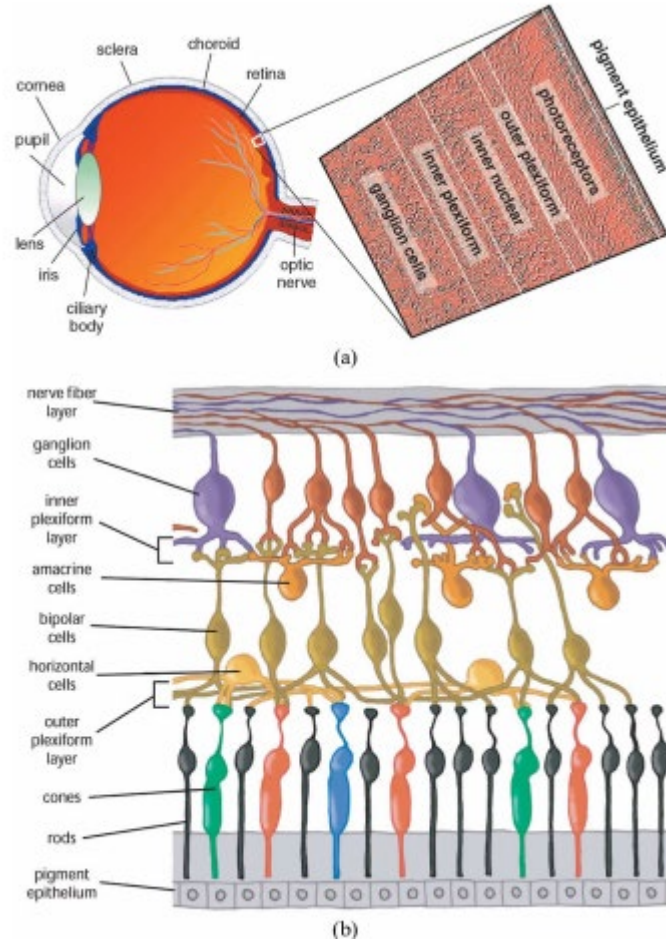 sclera
choroid
cornea
retina
pupil
lens
iris
ciliary
body
optic
nerve
pigment epithelium
photoreceptors
outer plexiform
inner nuclear
inner plexiform
ganglion cells
(a)
nerve fiber
layer
ganglion
cells
inner
plexiform
layer
amacrine
cells
bipolar
cells
horizontal
cells
outer
plexiform
layer
cones
rods
pigment
epithelium
(b)